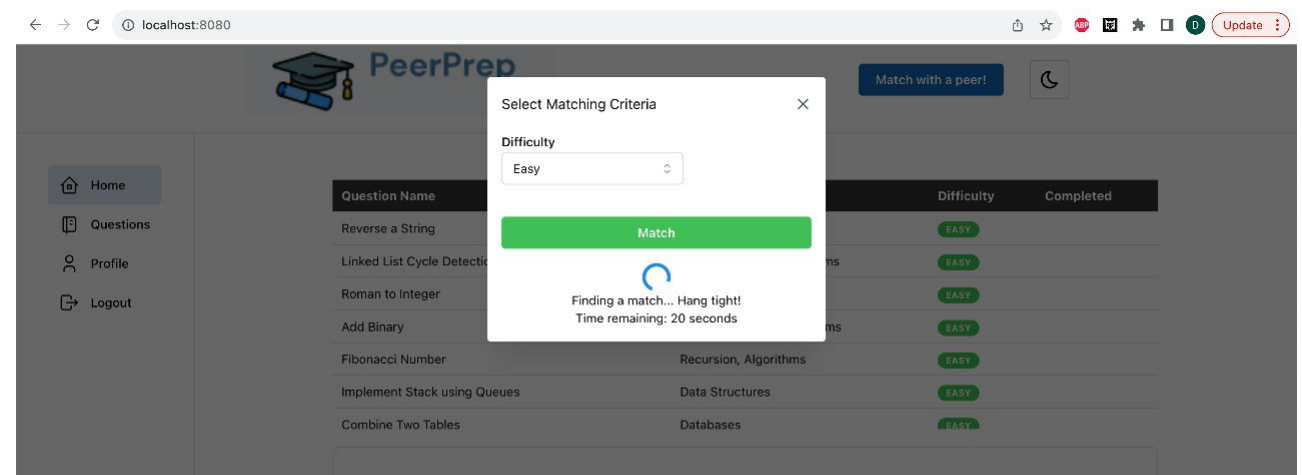 localhost:8080
ABP
D
Update
PeerPrep
Match with a peer!
Select Matching Criteria
Difficulty
Easy
Match
Finding a match... Hang tight!
Time remaining: 20 seconds
Home
Questions
Profile
Logout
Question Name Difficulty Completed
Reverse a String EASY
Linked List Cycle EASY
Roman to Integer EASY
Add Binary EASY
Fibonacci Number Recursion, Algorithms EASY
Implement Stack using Queues Data Structures EASY
Combine Two Tables Databases EASY